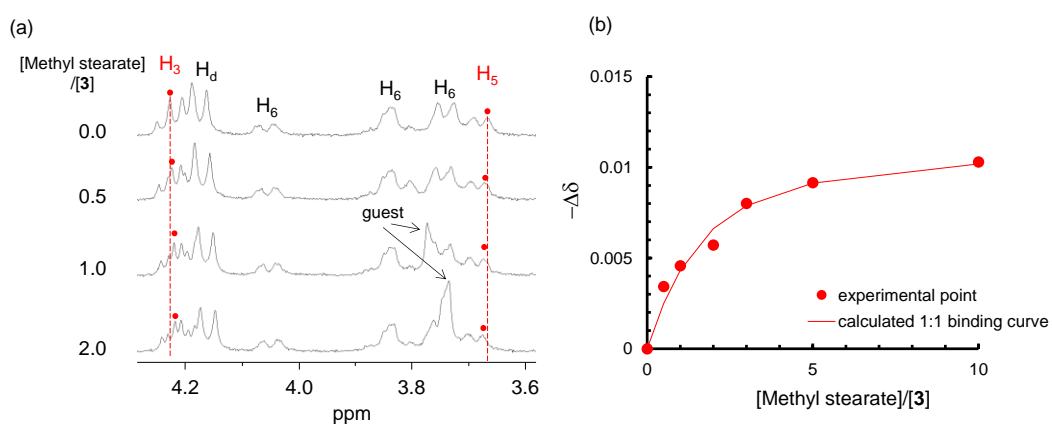 (a)
[Methyl stearate]
/[3]
H3 Hd H6 H6 H6 H5
0.0
0.5
guest
1.0
2.0
4.2 4.0 3.8 3.6
ppm
(b)
0.015
0.01
0.005
0
−Δδ
experimental point
calculated 1:1 binding curve
0 5 10
[Methyl stearate]/[3]